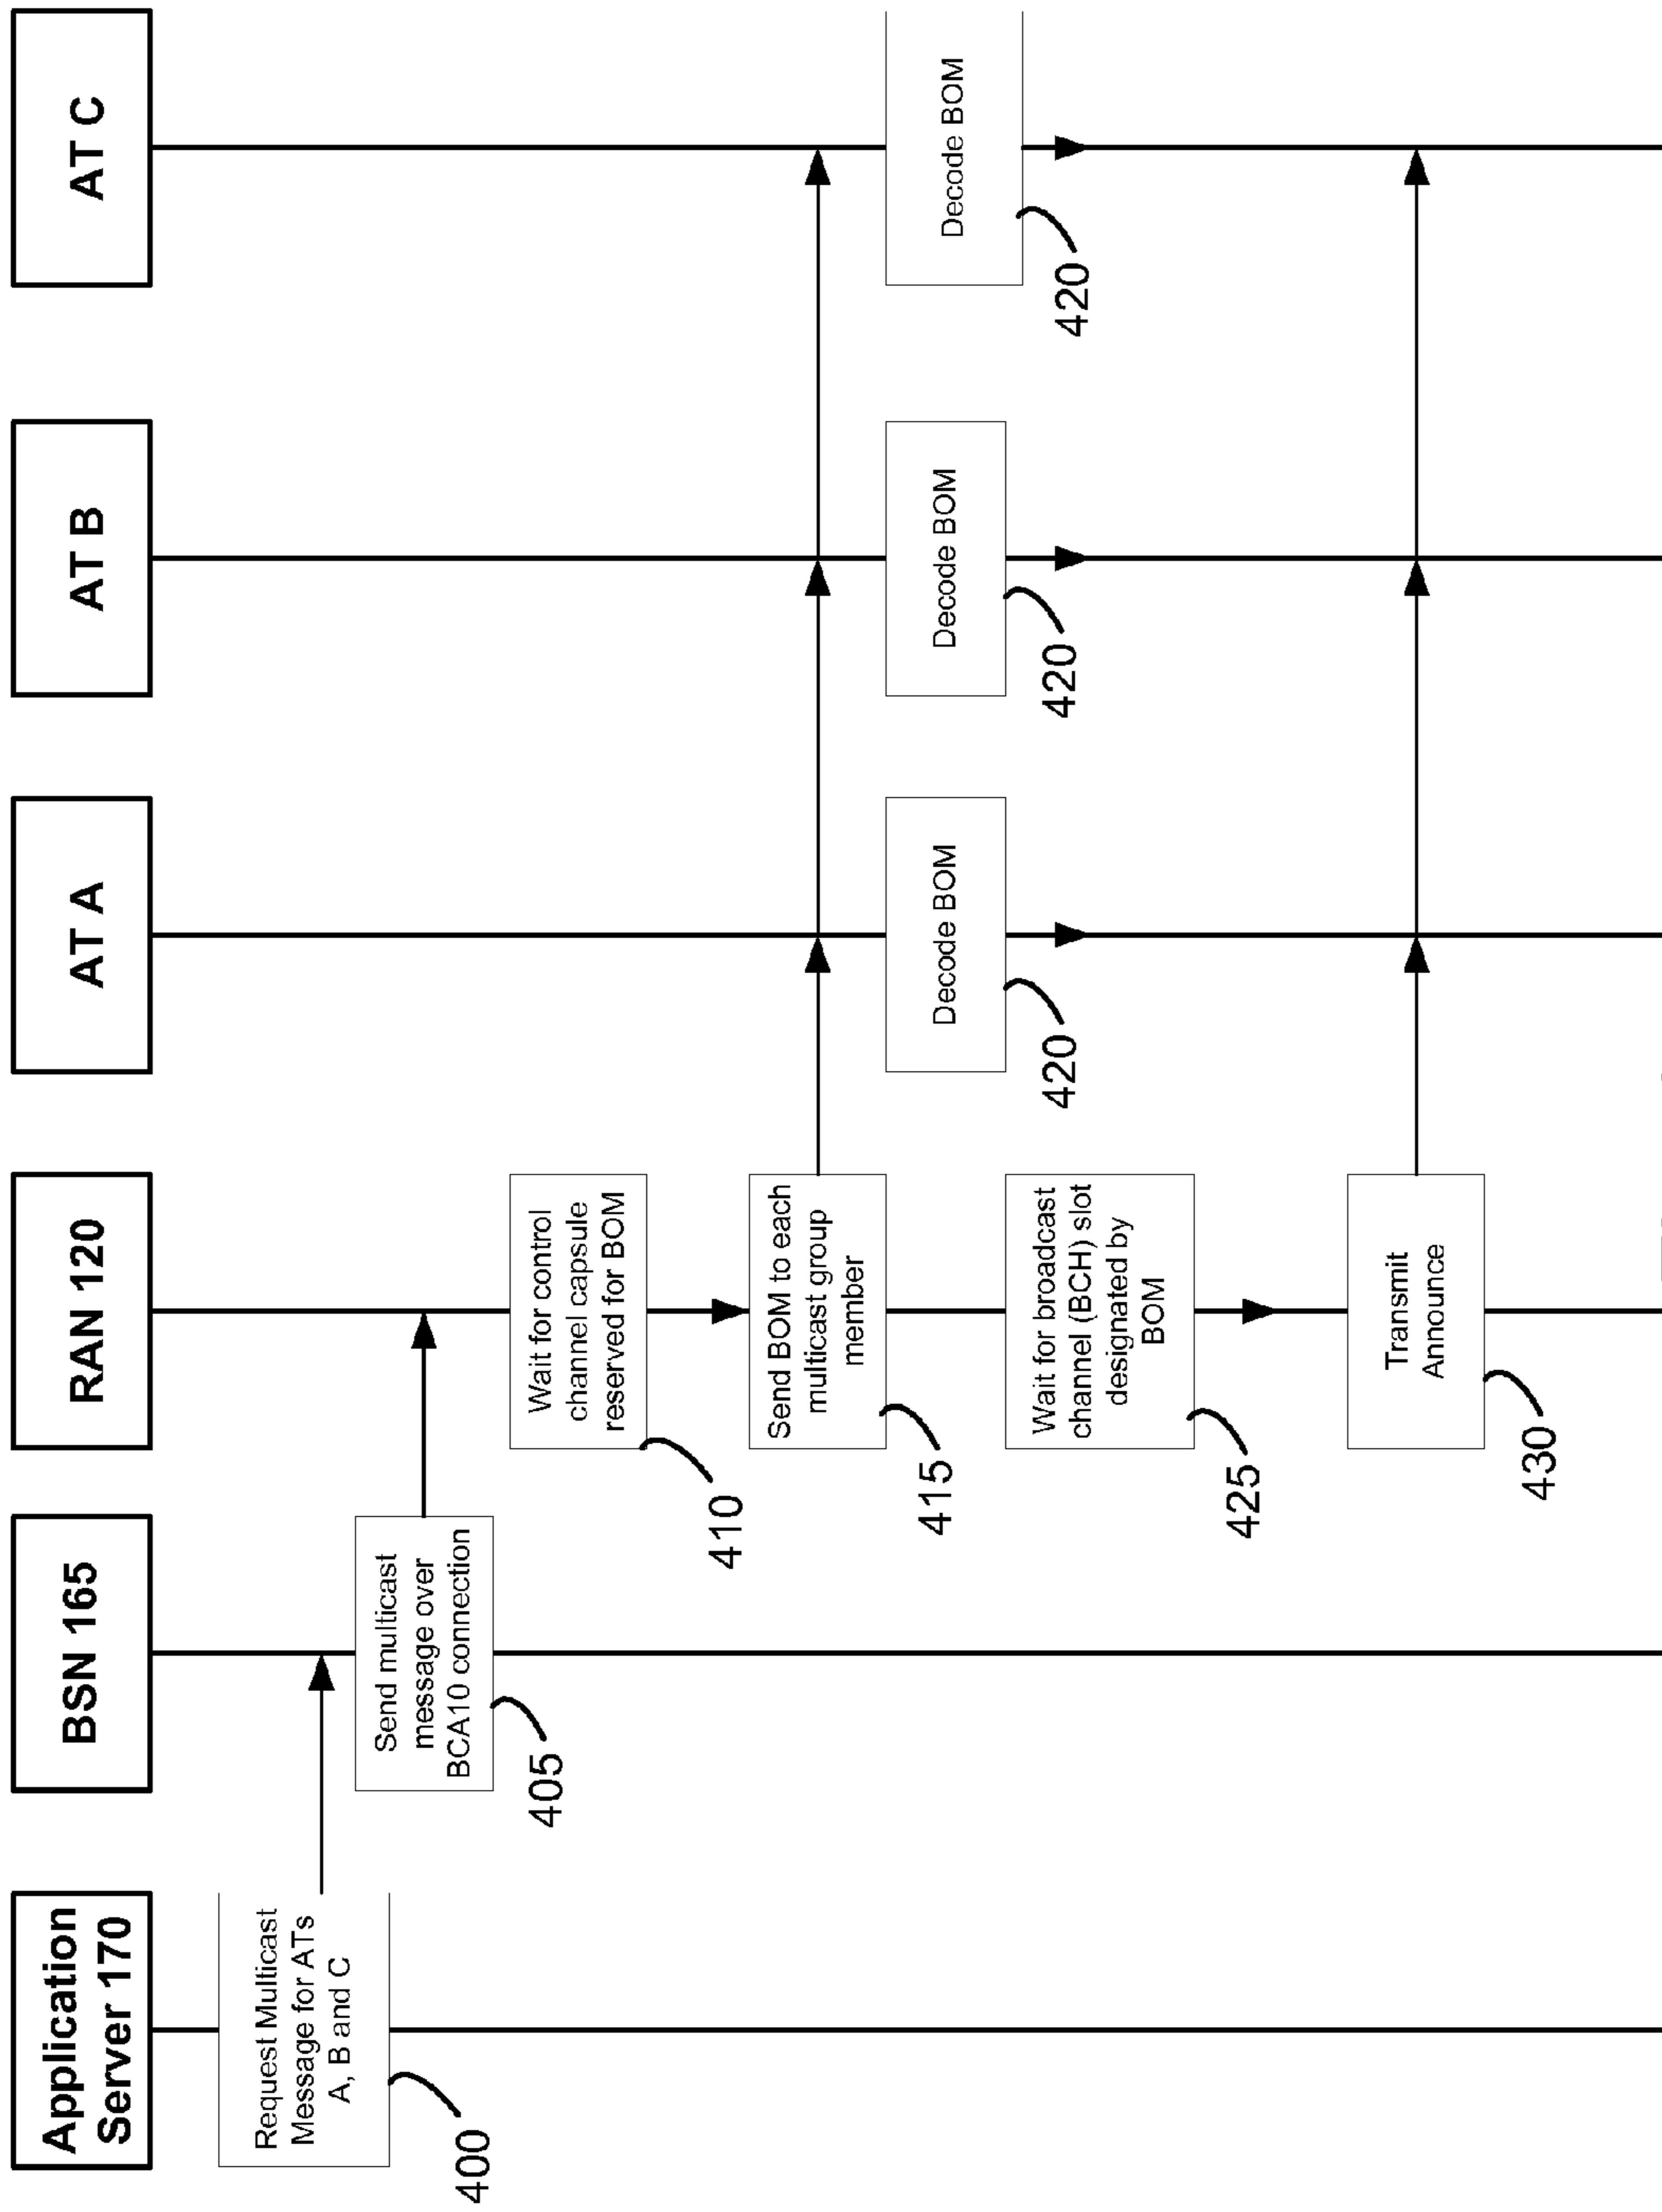 Application
Server 170
BSN 165
RAN 120
AT A
AT B
AT C
Request Multicast
Message for ATs
A, B and C
400
Send multicast
message over
BCA10 connection
405
Wait for control
channel capsule
reserved for BOM
410
Send BOM to each
multicast group
member
415
Decode BOM
420
Decode BOM
420
Decode BOM
420
Wait for broadcast
channel (BCH) slot
designated by
BOM
425
Transmit
Announce
430